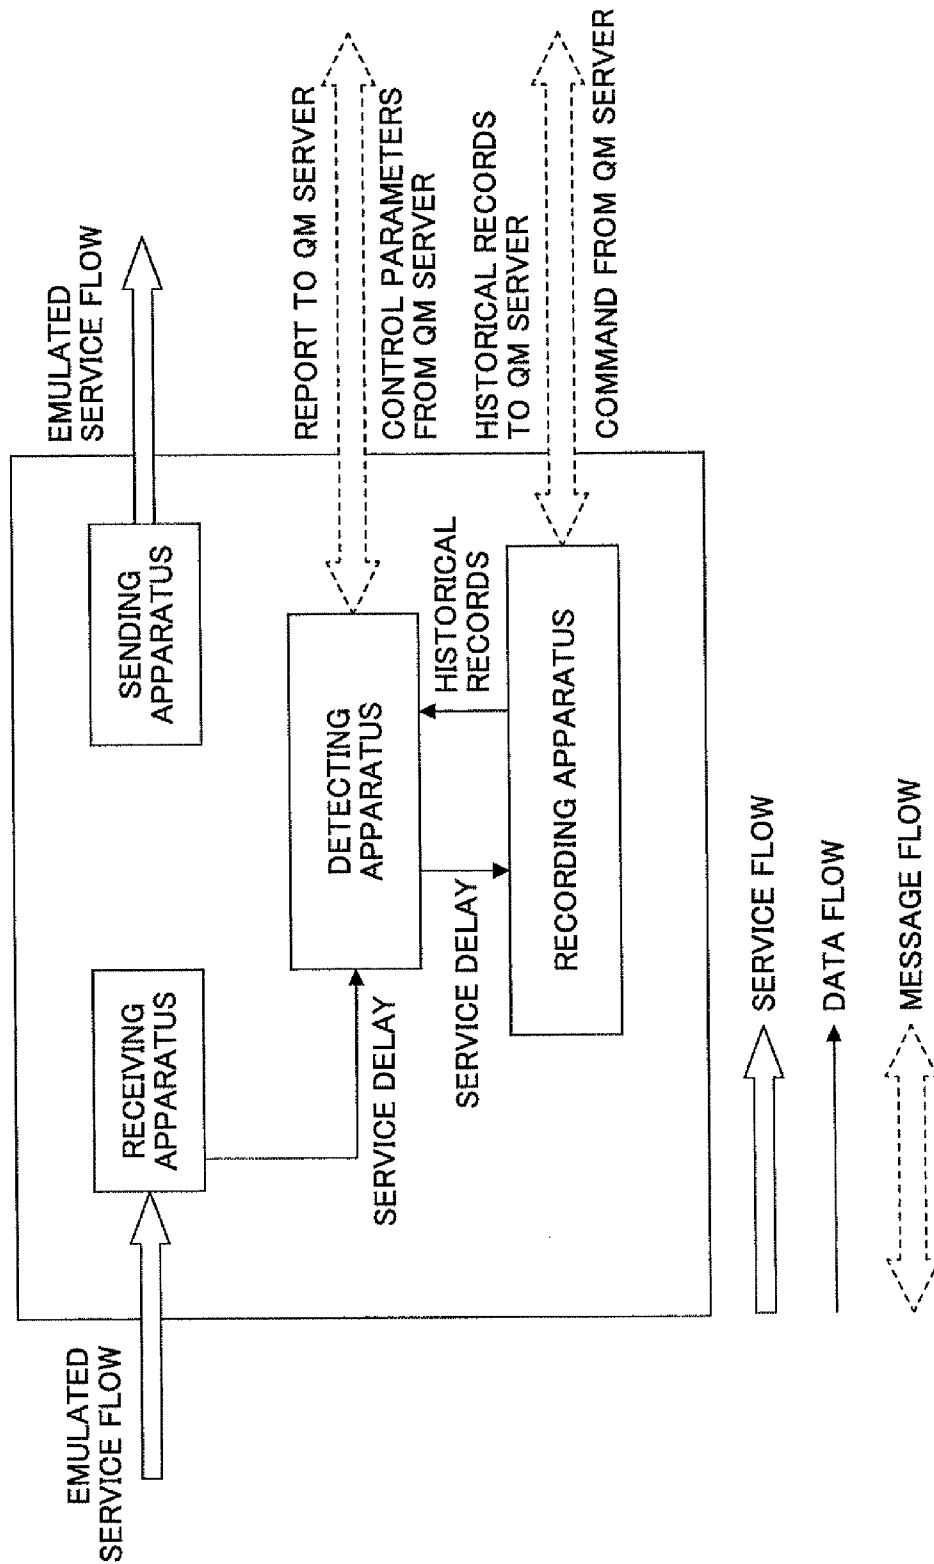 EMULATED
SERVICE FLOW
RECEIVING
APPARATUS
SENDING
APPARATUS
EMULATED
SERVICE FLOW
SERVICE DELAY
DETECTING
APPARATUS
REPORT TO QM SERVER
CONTROL PARAMETERS
FROM QM SERVER
SERVICE DELAY
HISTORICAL
RECORDS
HISTORICAL RECORDS
TO QM SERVER
RECORDING APPARATUS
COMMAND FROM QM SERVER
SERVICE FLOW
DATA FLOW
MESSAGE FLOW